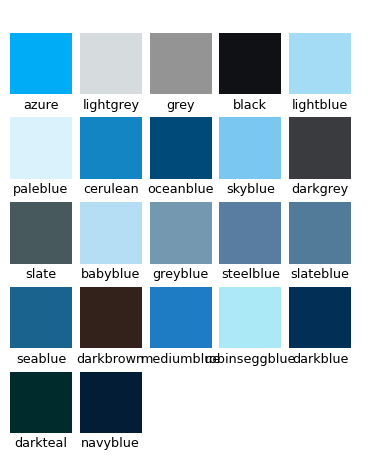 azure lightgrey grey black lightblue
paleblue cerulean oceanblue skyblue darkgrey
slate babyblue greyblue steelblue slateblue
seablue darkbrown mediumblue robinseggblue darkblue
darkteal navyblue